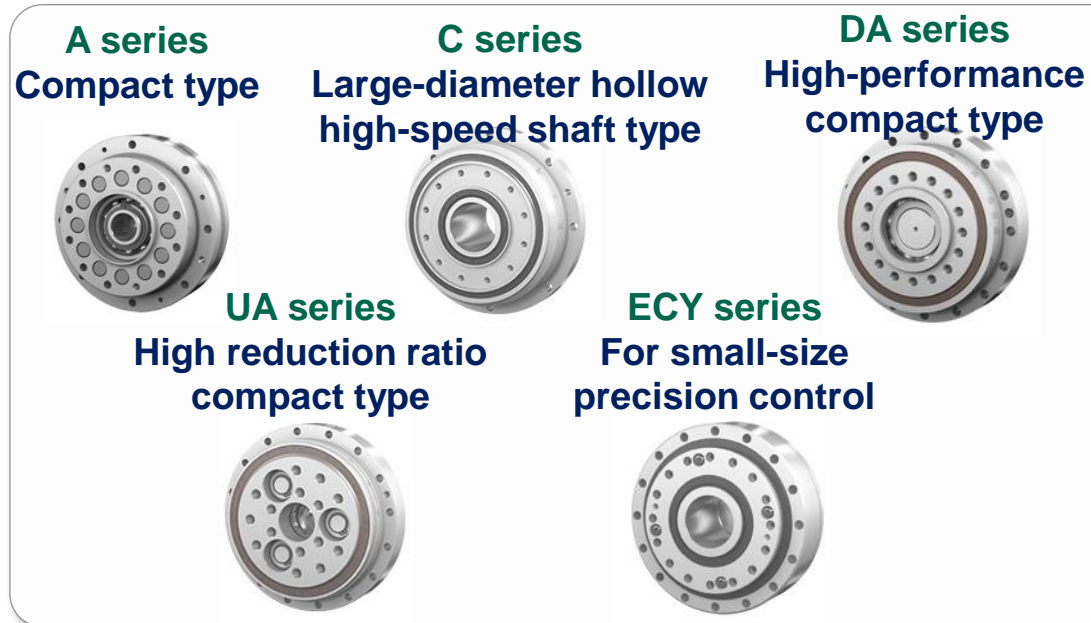 A series
Compact type
C series
Large-diameter hollow
high-speed shaft type
DA series
High-performance
compact type
UA series
High reduction ratio
compact type
ECY series
For small-size
precision control